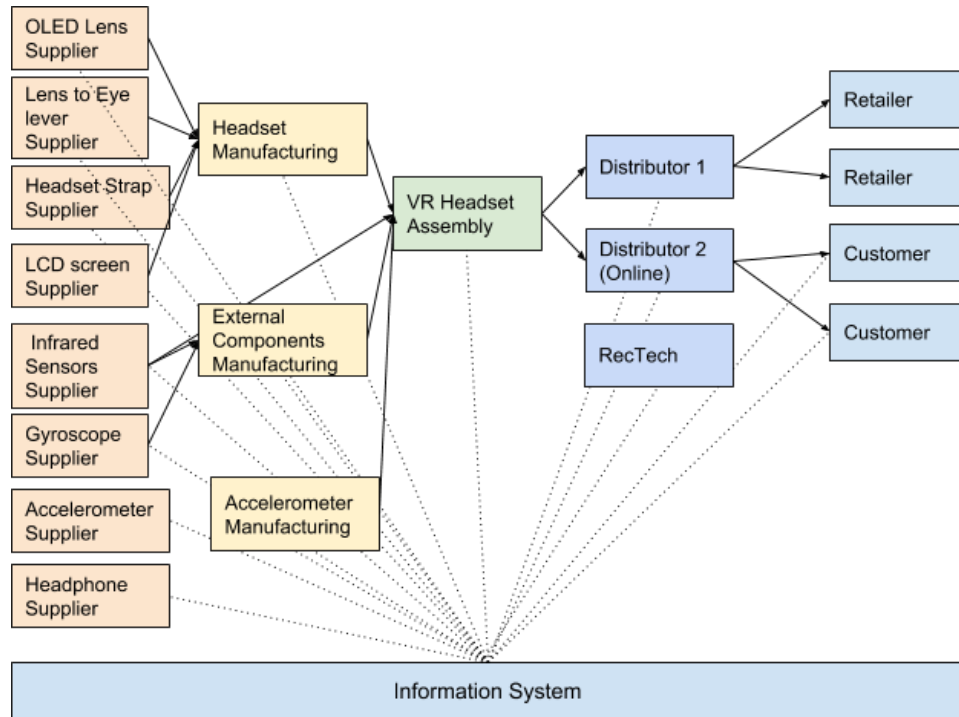 OLED Lens
Supplier
Lens to Eye
lever
Supplier
Headset Strap
Supplier
LCD screen
Supplier
Infrared
Sensors
Supplier
Gyroscope
Supplier
Accelerometer
Supplier
Headphone
Supplier
Headset
Manufacturing
External
Components
Manufacturing
Accelerometer
Manufacturing
VR Headset
Assembly
Distributor 1
Distributor 2
(Online)
RecTech
Retailer
Retailer
Customer
Customer
Information System